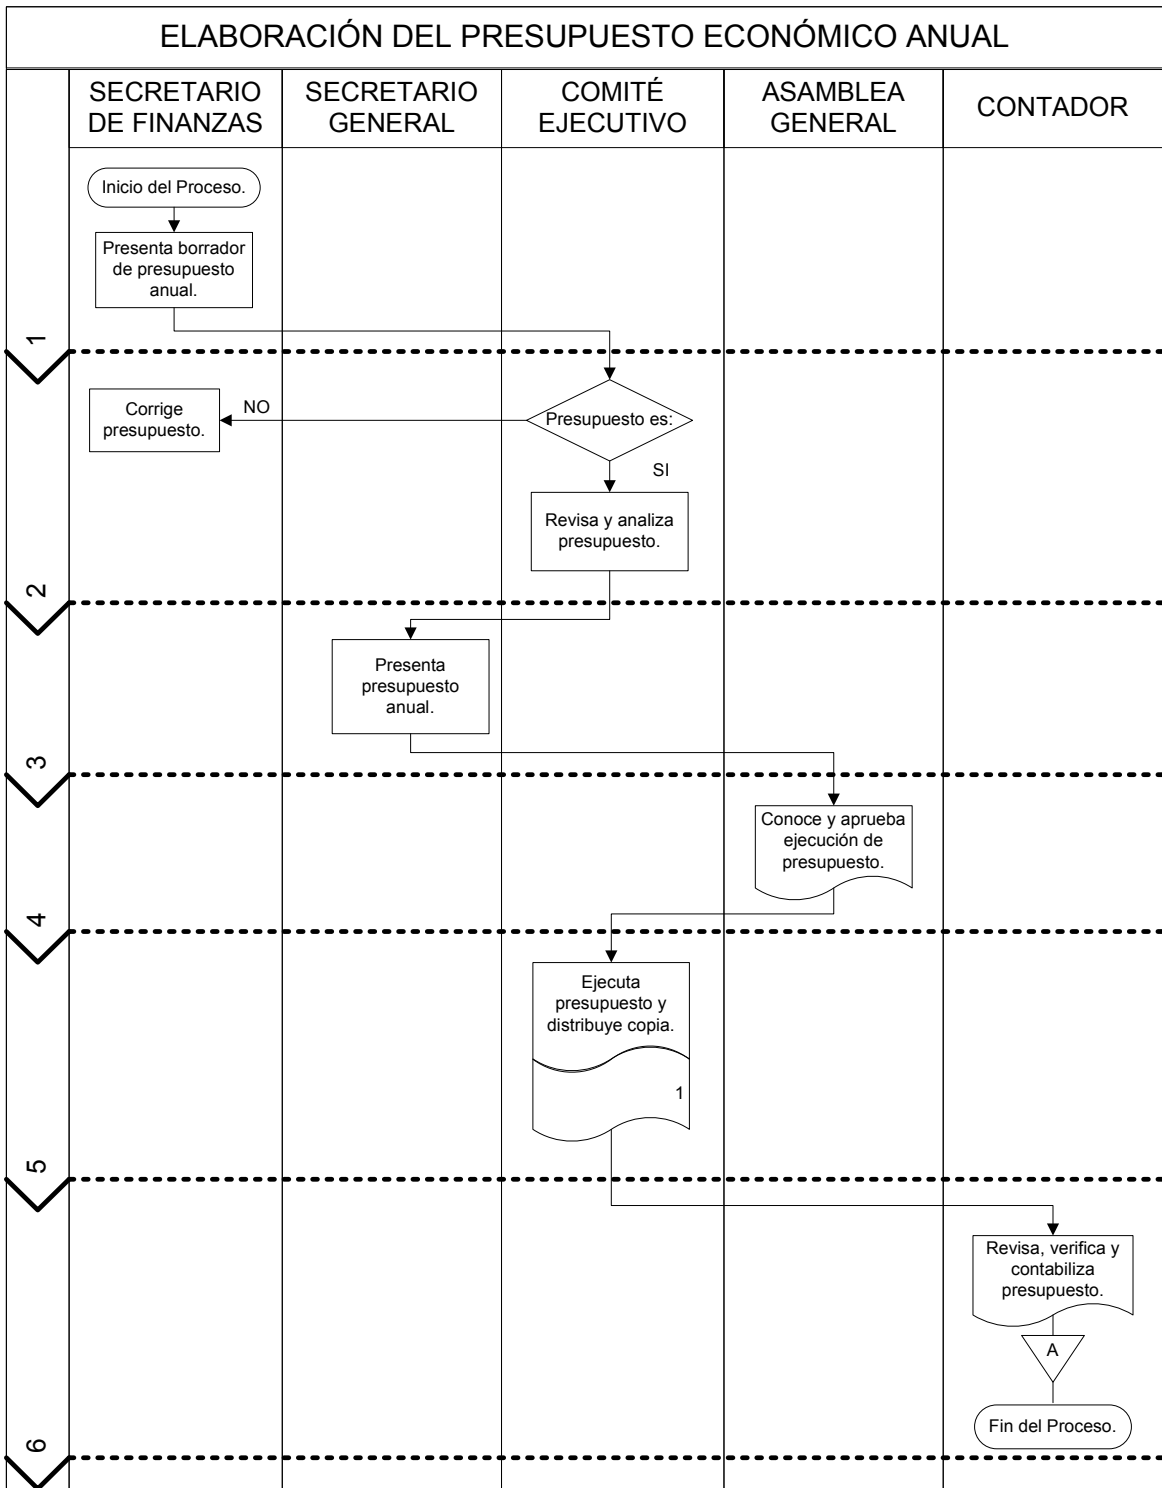 ELABORACIÓN DEL PRESUPUESTO ECONÓMICO ANUAL
SECRETARIO
DE FINANZAS
SECRETARIO
GENERAL
COMITÉ
EJECUTIVO
ASAMBLEA
GENERAL
CONTADOR
Inicio del Proceso.
Presenta borrador
de presupuesto
anual.
1
Corrige
presupuesto.
NO
Presupuesto es:
SI
Revisa y analiza
presupuesto.
2
Presenta
presupuesto
anual.
3
Conoce y aprueba
ejecución de
presupuesto.
4
Ejecuta
presupuesto y
distribuye copia.
1
5
Revisa, verifica y
contabiliza
presupuesto.
A
Fin del Proceso.
6